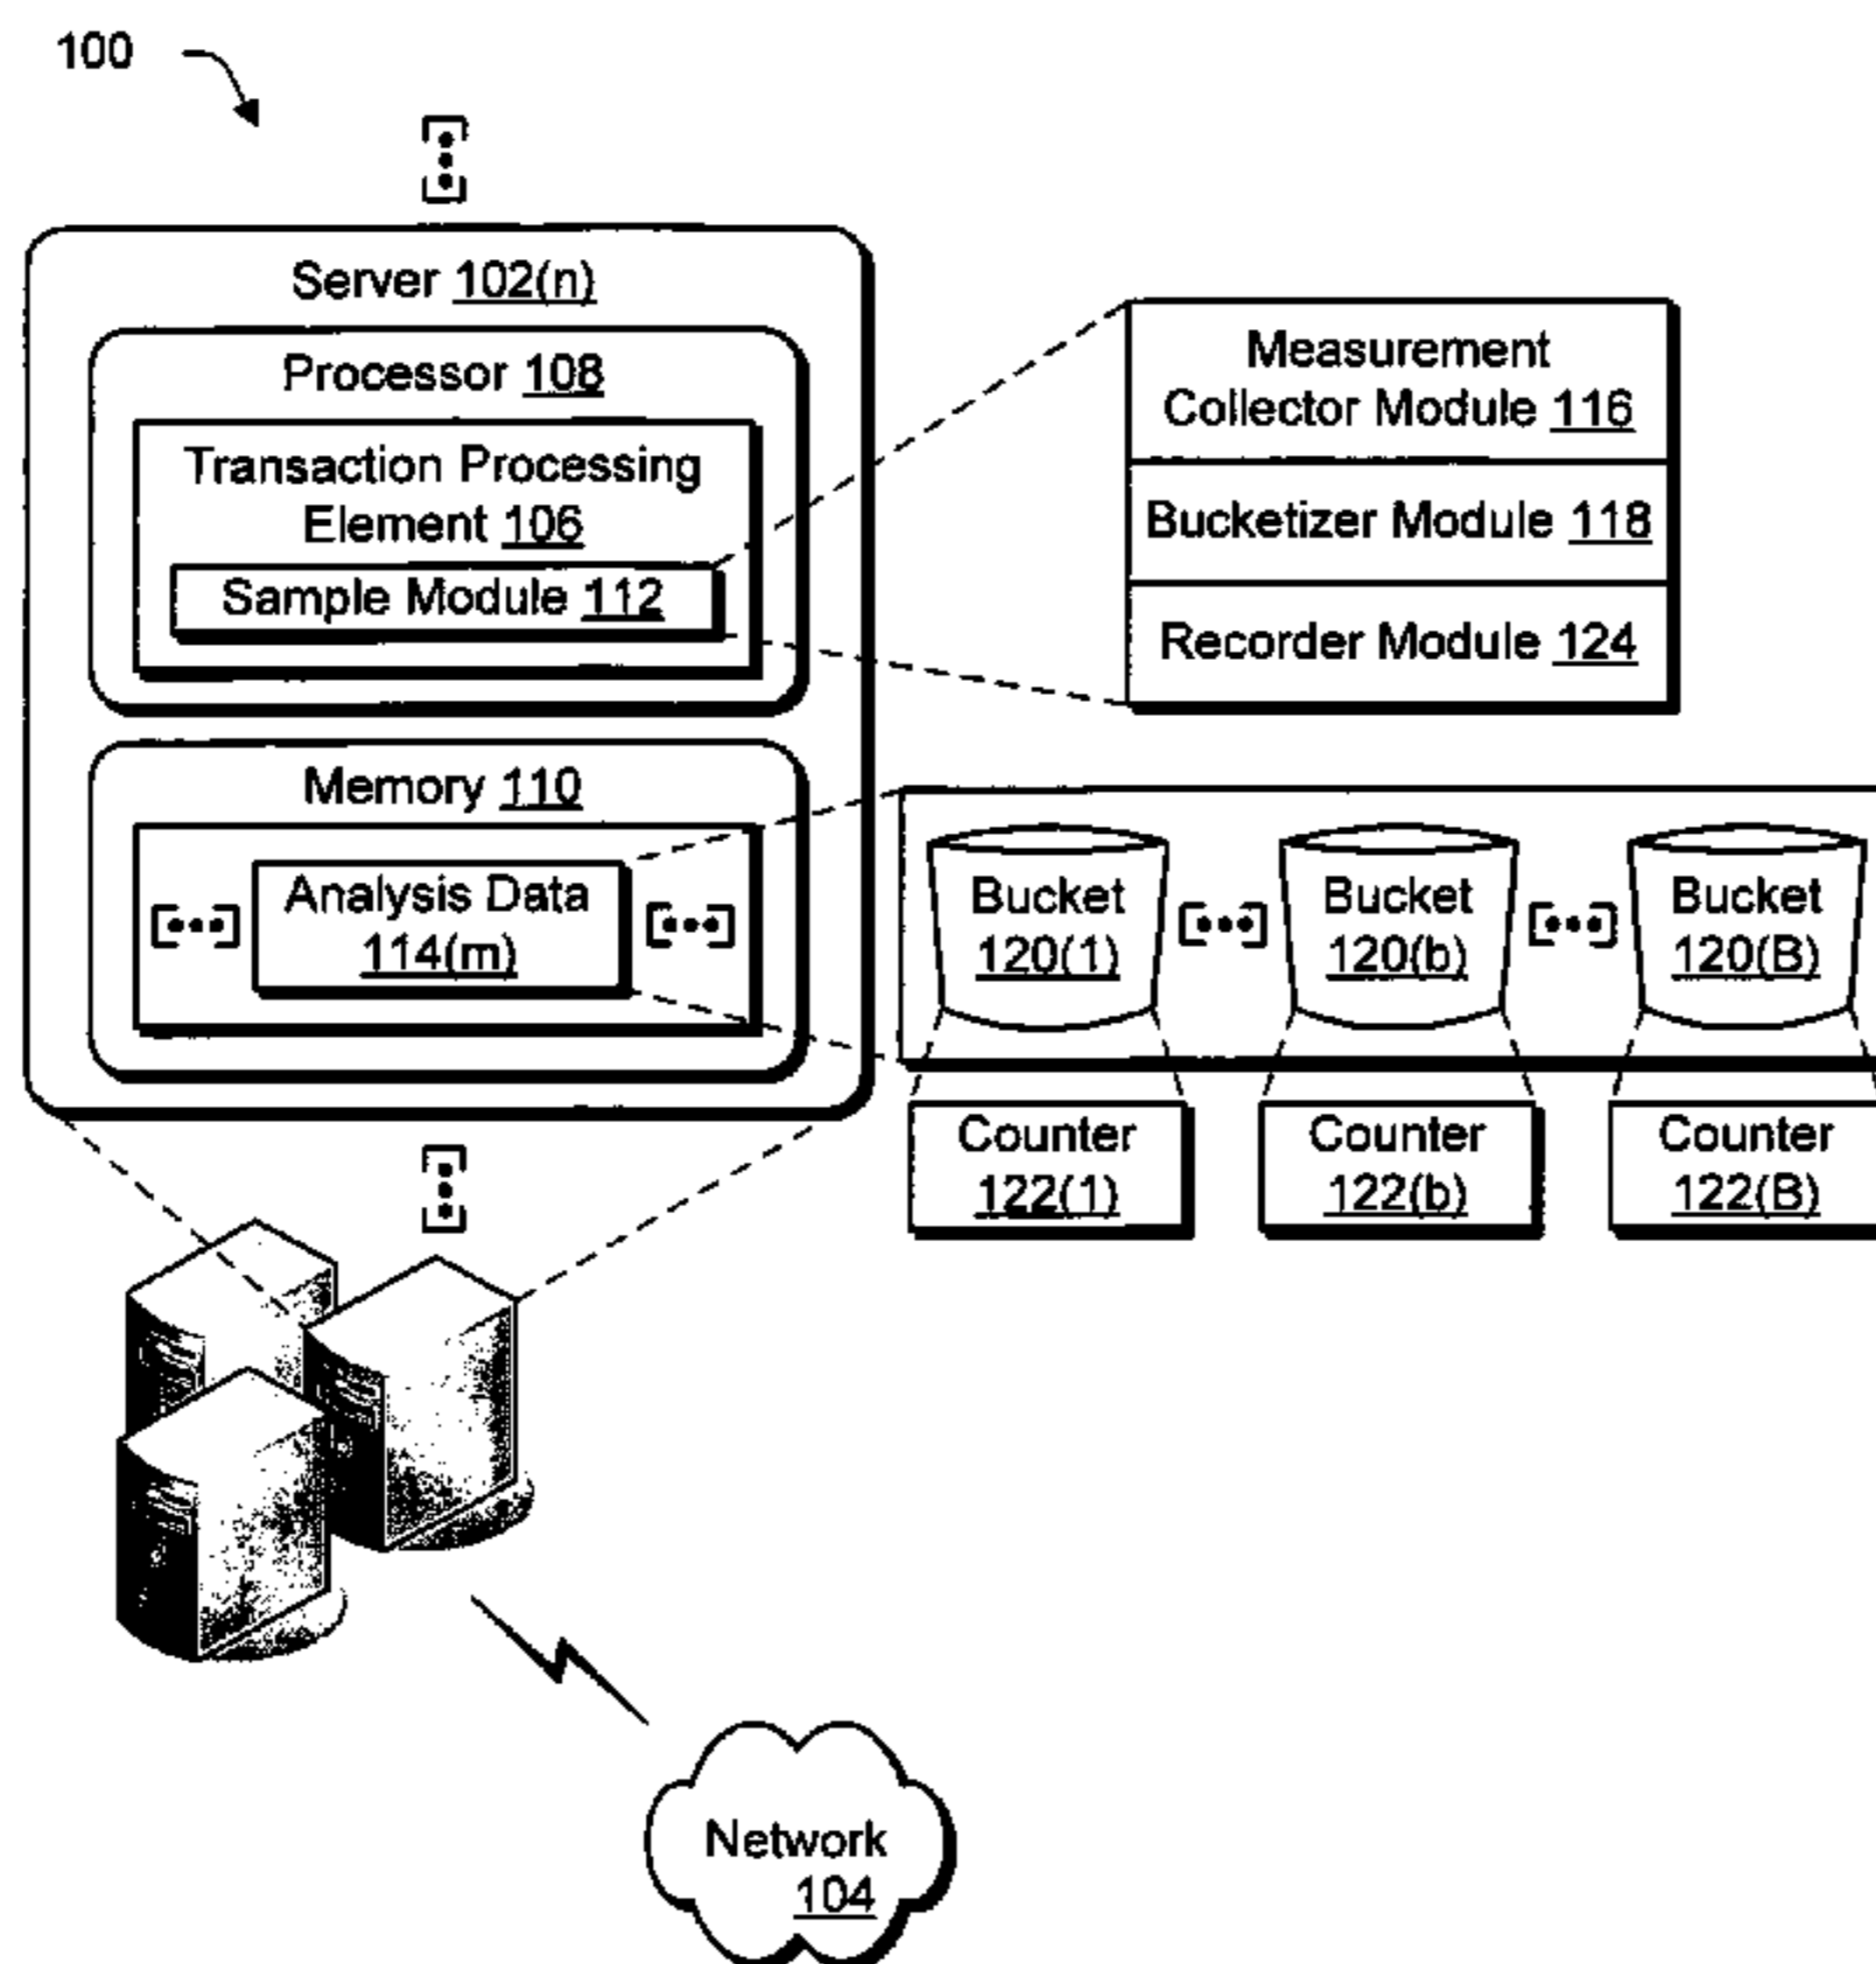 100
Server 102(n)
Processor 108
Transaction Processing
Element 106
Sample Module 112
Measurement
Collector Module 116
Bucketizer Module 118
Recorder Module 124
Memory 110
Analysis Data
114(m)
Bucket
120(1)
Bucket
120(b)
Bucket
120(B)
Counter
122(1)
Counter
122(b)
Counter
122(B)
Network
104